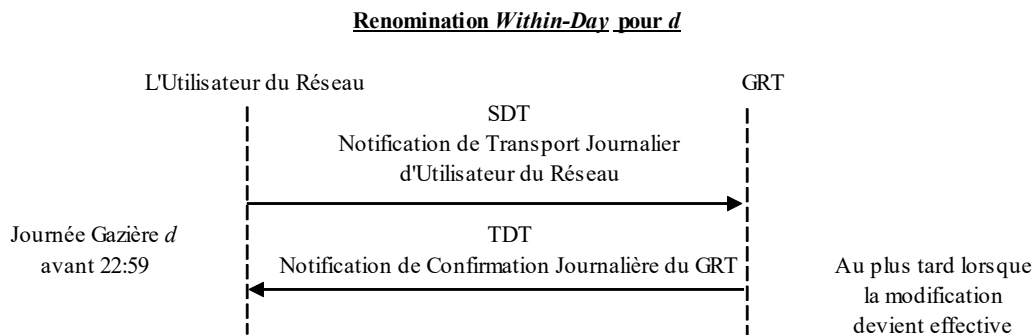 Renomination Within-Day pour d
L'Utilisateur du Réseau
GRT
SDT
Notification de Transport Journalier
d'Utilisateur du Réseau
Journée Gazière d
avant 22:59
TDT
Notification de Confirmation Journalière du GRT
Au plus tard lorsque
la modification
devient effective